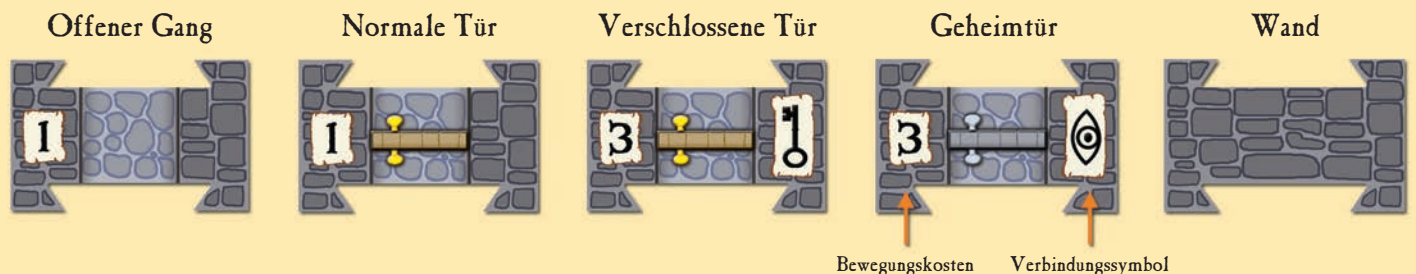 Offener Gang
Normale Tür
Verschlossene Tür
Geheimtür
Wand
1
1
3
3
Bewegungskosten
Verbindungssymbol